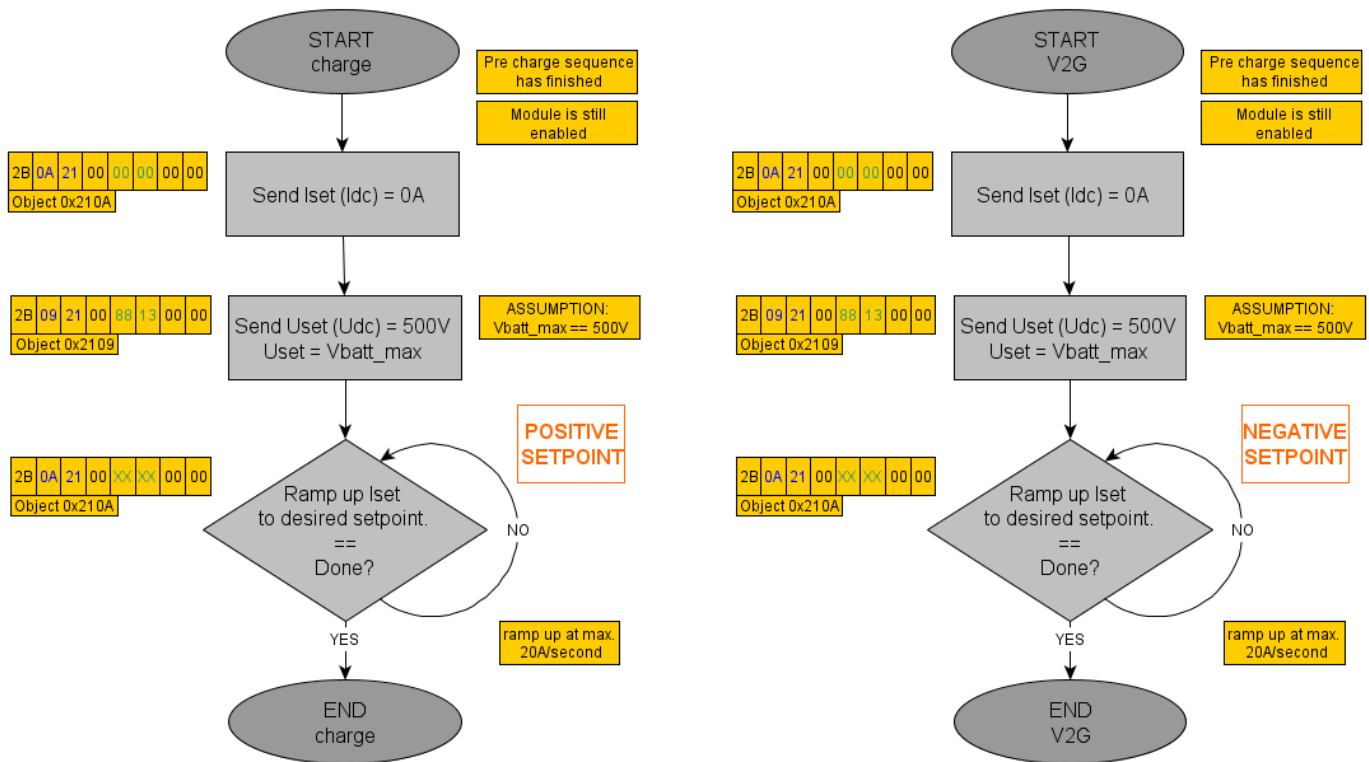 START
charge
Pre charge sequence
has finished
Module is still
enabled
2B 0A 21 00 00 00 00 00
Object 0x210A
Send Iset (Idc) = 0A
2B 09 21 00 88 13 00 00
Object 0x2109
Send Uset (Udc) = 500V
Uset = Vbatt_max
ASSUMPTION:
Vbatt_max == 500V
POSITIVE
SETPOINT
2B 0A 21 00 XX XX 00 00
Object 0x210A
Ramp up Iset
to desired setpoint.
==
Done?
NO
YES
ramp up at max.
20A/second
END
charge
START
V2G
Pre charge sequence
has finished
Module is still
enabled
2B 0A 21 00 00 00 00 00
Object 0x210A
Send Iset (Idc) = 0A
2B 09 21 00 88 13 00 00
Object 0x2109
Send Uset (Udc) = 500V
Uset = Vbatt_max
ASSUMPTION:
Vbatt_max == 500V
NEGATIVE
SETPOINT
2B 0A 21 00 XX XX 00 00
Object 0x210A
Ramp up Iset
to desired setpoint.
==
Done?
NO
YES
ramp up at max.
20A/second
END
V2G